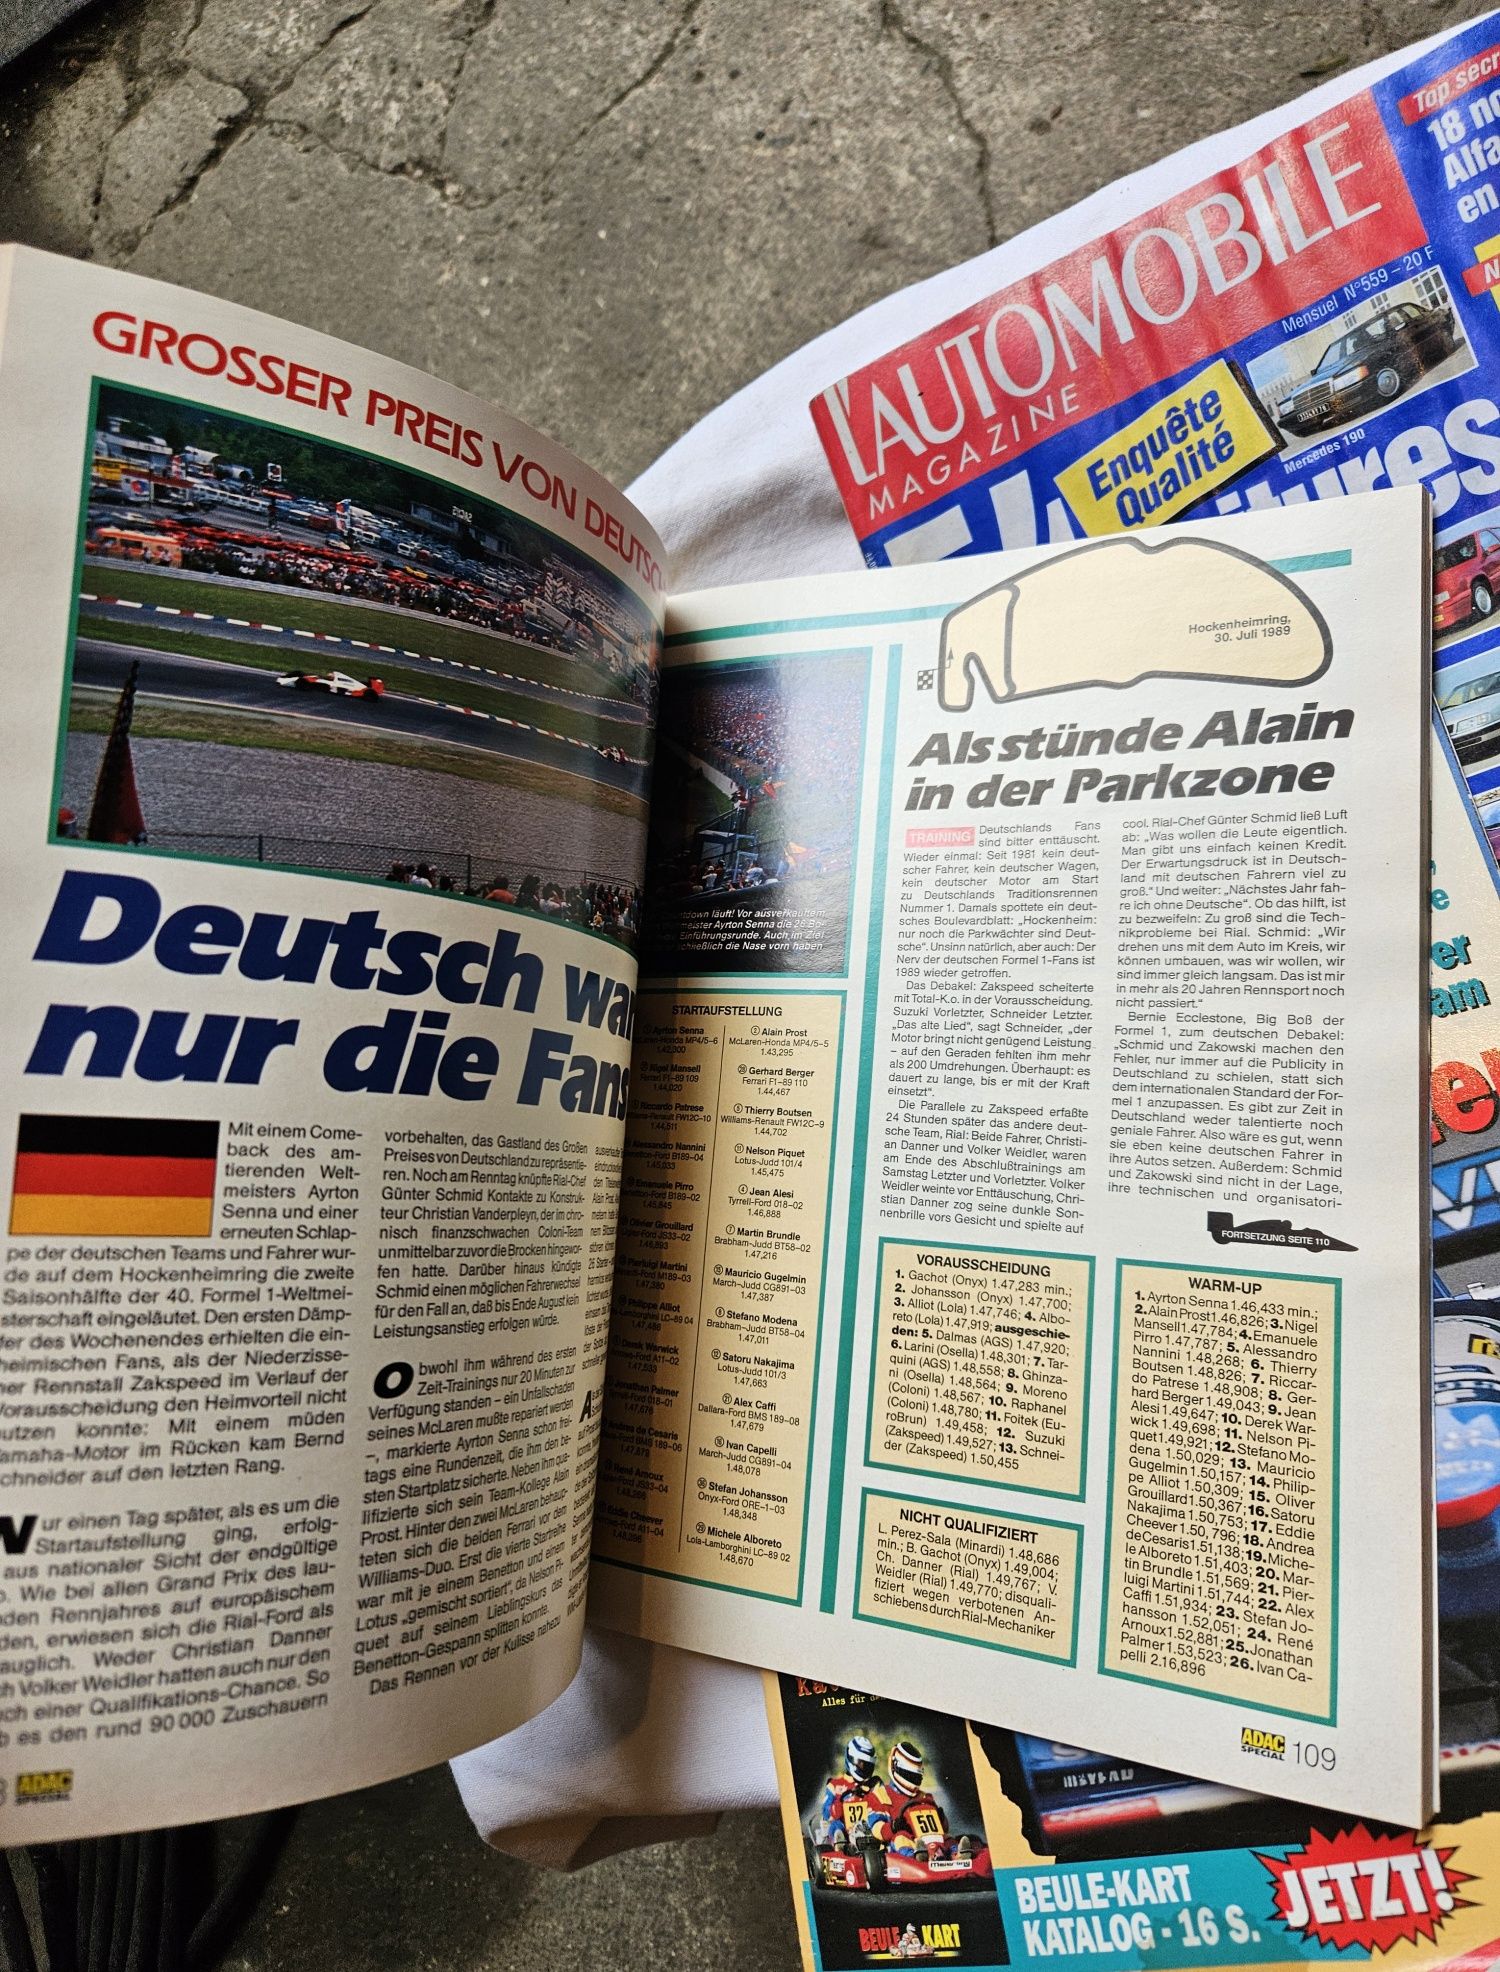 GROSSER PREIS VON DEUTSC
Deutsch war
nur die Fans
Mit einem Come-
back des am-
tierenden Welt-
meisters Ayrton
Senna und einer
erneuten Schlap-
pe der deutschen Teams und Fahrer wur-
de auf dem Hockenheimring die zweite
Saisonhälfte der 40. Formel 1-Weltmei-
sterschaft eingeläutet. Den ersten Dämp-
fer des Wochenendes erhielten die ein-
heimischen Fans, als der Niederzisse-
ner Rennstall Zakspeed im Verlauf der
Vorausscheidung den Heimvorteil nicht
nutzen konnte: Mit einem müden
Yamaha-Motor im Rücken kam Bernd
Schneider auf den letzten Rang.
Nur einen Tag später, als es um die
Startaufstellung ging, erfolg-
aus nationaler Sicht der endgültige
Wie bei allen Grand Prix des lau-
den Rennjahres auf europäischem
den, erwiesen sich die Rial-Ford als
auglich. Weder Christian Danner
h Volker Weidler hatten auch nur den
uch einer Qualifikations-Chance. So
es den rund 90 000 Zuschauern
vorbehalten, das Gastland des Großen
Preises von Deutschland zu repräsentie-
ren. Noch am Renntag knüpfte Rial-Chef
Günter Schmid Kontakte zu Konstruk-
teur Christian Vanderpleyn, der im chro-
nisch finanzschwachen Coloni-Team
unmittelbar zuvor die Brocken hingewor-
fen hatte. Darüber hinaus kündigte
Schmid einen möglichen Fahrerwechsel
für den Fall an, daß bis Ende August kein
Leistungsanstieg erfolgen würde.
Obwohl ihm während des ersten
Zeit-Trainings nur 20 Minuten zur
Verfügung standen – ein Unfallschaden
seines McLaren mußte repariert werden
–, markierte Ayrton Senna schon frei-
tags eine Rundenzeit, die ihm den be-
sten Startplatz sicherte. Neben ihm qua-
lifizierte sich sein Team-Kollege Alain
Prost. Hinter den zwei McLaren behaup-
teten sich die beiden Ferrari vor dem
Williams-Duo. Erst die vierte Startreihe
war mit je einem Benetton und einem
Lotus „gemischt sortiert", da Nelson Pi-
quet auf seinem Lieblingskurs das
Benetton-Gespann splitten konnte.
Das Rennen vor der Kulisse nahezu
ADAC
SPECIAL
ntdown läuft! Vor ausverkauftem
meister Ayrton Senna die 26 Bo-
Einführungsrunde. Auch im Ziel
schließlich die Nase vorn haben
STARTAUFSTELLUNG
① Ayrton Senna
McLaren-Honda MP4/5–6
1.42,300
② Alain Prost
McLaren-Honda MP4/5–5
1.43,295
Nigel Mansell
Ferrari F1–89 109
1.44,020
㉘ Gerhard Berger
Ferrari F1–89 110
1.44,467
Riccardo Patrese
Williams-Renault FW12C–10
1.44,511
⑤ Thierry Boutsen
Williams-Renault FW12C–9
1.44,702
Alessandro Nannini
Benetton-Ford B189–04
1.45,033
⑪ Nelson Piquet
Lotus-Judd 101/4
1.45,475
Emanuele Pirro
Benetton-Ford B189–02
1.45,845
④ Jean Alesi
Tyrrell-Ford 018–02
1.46,888
Olivier Grouillard
Ligier-Ford JS33–02
1.46,893
⑦ Martin Brundle
Brabham-Judd BT58–02
1.47,216
Pierluigi Martini
Minardi-Ford M189–03
1.47,380
⑮ Mauricio Gugelmin
March-Judd CG891–03
1.47,387
Philippe Alliot
Lola-Lamborghini LC–89 04
1.47,486
⑧ Stefano Modena
Brabham-Judd BT58–04
1.47,011
Derek Warwick
Arrows-Ford A11–02
1.47,533
⑫ Satoru Nakajima
Lotus-Judd 101/3
1.47,663
Jonathan Palmer
Tyrrell-Ford 018–01
1.47,676
㉑ Alex Caffi
Dallara-Ford BMS 189–08
1.47,679
Andrea de Cesaris
Dallara-Ford BMS 189–06
1.47,879
⑯ Ivan Capelli
March-Judd CG891–04
1.48,078
René Arnoux
Ligier-Ford JS33–04
1.48,266
㊱ Stefan Johansson
Onyx-Ford ORE–1–03
1.48,348
Eddie Cheever
Arrows-Ford A11–04
1.48,396
㉙ Michele Alboreto
Lola-Lamborghini LC–89 02
1.48,670
Hockenheimring,
30. Juli 1989
Als stünde Alain
in der Parkzone
TRAINING Deutschlands Fans
sind bitter enttäuscht.
Wieder einmal: Seit 1981 kein deut-
scher Fahrer, kein deutscher Wagen,
kein deutscher Motor am Start
zu Deutschlands Traditionsrennen
Nummer 1. Damals spottete ein deut-
sches Boulevardblatt: „Hockenheim:
nur noch die Parkwächter sind Deut-
sche". Unsinn natürlich, aber auch: Der
Nerv der deutschen Formel 1-Fans ist
1989 wieder getroffen.
Das Debakel: Zakspeed scheiterte
mit Total-K.o. in der Vorausscheidung.
Suzuki Vorletzter, Schneider Letzter.
„Das alte Lied", sagt Schneider, „der
Motor bringt nicht genügend Leistung
– auf den Geraden fehlten ihm mehr
als 200 Umdrehungen. Überhaupt: es
dauert zu lange, bis er mit der Kraft
einsetzt".
Die Parallele zu Zakspeed erfaßte
24 Stunden später das andere deut-
sche Team, Rial: Beide Fahrer, Christi-
an Danner und Volker Weidler, waren
am Ende des Abschlußtrainings am
Samstag Letzter und Vorletzter. Volker
Weidler weinte vor Enttäuschung, Chri-
stian Danner zog seine dunkle Son-
nenbrille vors Gesicht und spielte auf
cool. Rial-Chef Günter Schmid ließ Luft
ab: „Was wollen die Leute eigentlich.
Man gibt uns einfach keinen Kredit.
Der Erwartungsdruck ist in Deutsch-
land mit deutschen Fahrern viel zu
groß." Und weiter: „Nächstes Jahr fah-
re ich ohne Deutsche". Ob das hilft, ist
zu bezweifeln: Zu groß sind die Tech-
nikprobleme bei Rial. Schmid: „Wir
drehen uns mit dem Auto im Kreis, wir
können umbauen, was wir wollen, wir
sind immer gleich langsam. Das ist mir
in mehr als 20 Jahren Rennsport noch
nicht passiert."
Bernie Ecclestone, Big Boß der
Formel 1, zum deutschen Debakel:
„Schmid und Zakowski machen den
Fehler, nur immer auf die Publicity in
Deutschland zu schielen, statt sich
dem internationalen Standard der For-
mel 1 anzupassen. Es gibt zur Zeit in
Deutschland weder talentierte noch
geniale Fahrer. Also wäre es gut, wenn
sie eben keine deutschen Fahrer in
ihre Autos setzen. Außerdem: Schmid
und Zakowski sind nicht in der Lage,
ihre technischen und organisatori-
FORTSETZUNG SEITE 110
VORAUSSCHEIDUNG
1. Gachot (Onyx) 1.47,283 min.;
2. Johansson (Onyx) 1.47,700;
3. Alliot (Lola) 1.47,746; 4. Albo-
reto (Lola) 1.47,919; ausgeschie-
den: 5. Dalmas (AGS) 1.47,920;
6. Larini (Osella) 1.48,301; 7. Tar-
quini (AGS) 1.48,558; 8. Ghinza-
ni (Osella) 1.48,564; 9. Moreno
(Coloni) 1.48,567; 10. Raphanel
(Coloni) 1.48,780; 11. Foitek (Eu-
roBrun) 1.49,458; 12. Suzuki
(Zakspeed) 1.49,527; 13. Schnei-
der (Zakspeed) 1.50,455
NICHT QUALIFIZIERT
L. Perez-Sala (Minardi) 1.48,686
min.; B. Gachot (Onyx) 1.49,004;
Ch. Danner (Rial) 1.49,767; V.
Weidler (Rial) 1.49,770; disquali-
fiziert wegen verbotenen An-
schiebens durch Rial-Mechaniker
WARM-UP
1. Ayrton Senna 1.46,433 min.;
2. Alain Prost 1.46,826; 3. Nigel
Mansell 1.47,784; 4. Emanuele
Pirro 1.47,787; 5. Alessandro
Nannini 1.48,268; 6. Thierry
Boutsen 1.48,826; 7. Riccar-
do Patrese 1.48,908; 8. Ger-
hard Berger 1.49,043; 9. Jean
Alesi 1.49,647; 10. Derek War-
wick 1.49,698; 11. Nelson Pi-
quet 1.49,921; 12. Stefano Mo-
dena 1.50,029; 13. Mauricio
Gugelmin 1.50,157; 14. Philip-
pe Alliot 1.50,309; 15. Oliver
Grouillard 1.50,367; 16. Satoru
Nakajima 1.50,753; 17. Eddie
Cheever 1.50,796; 18. Andrea
de Cesaris 1.51,138; 19. Miche-
le Alboreto 1.51,403; 20. Mar-
tin Brundle 1.51,569; 21. Pier-
luigi Martini 1.51,744; 22. Alex
Caffi 1.51,934; 23. Stefan Jo-
hansson 1.52,051; 24. René
Arnoux 1.52,881; 25. Jonathan
Palmer 1.53,523; 26. Ivan Ca-
pelli 2.16,896
ADAC
SPECIAL 109
L'AUTOMOBILE
MAGAZINE
Mensuel N°559 – 20 F
Enquête
Qualité
Mercedes 190
Top secr
18 no
Alfa
en
Alles für
32
50
BEULE KART
BEULE-KART
KATALOG · 16 S.
JETZT!